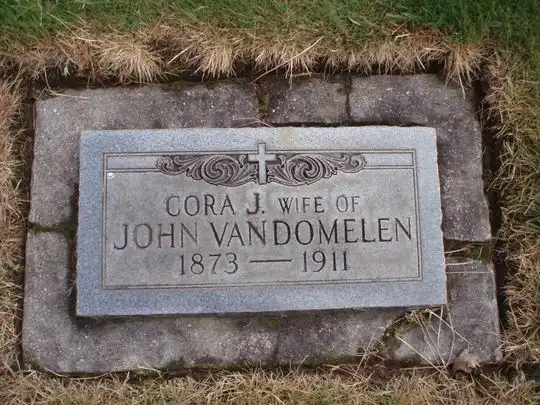 CORA J. WIFE OF
JOHN VANDOMELEN
1873 — 1911